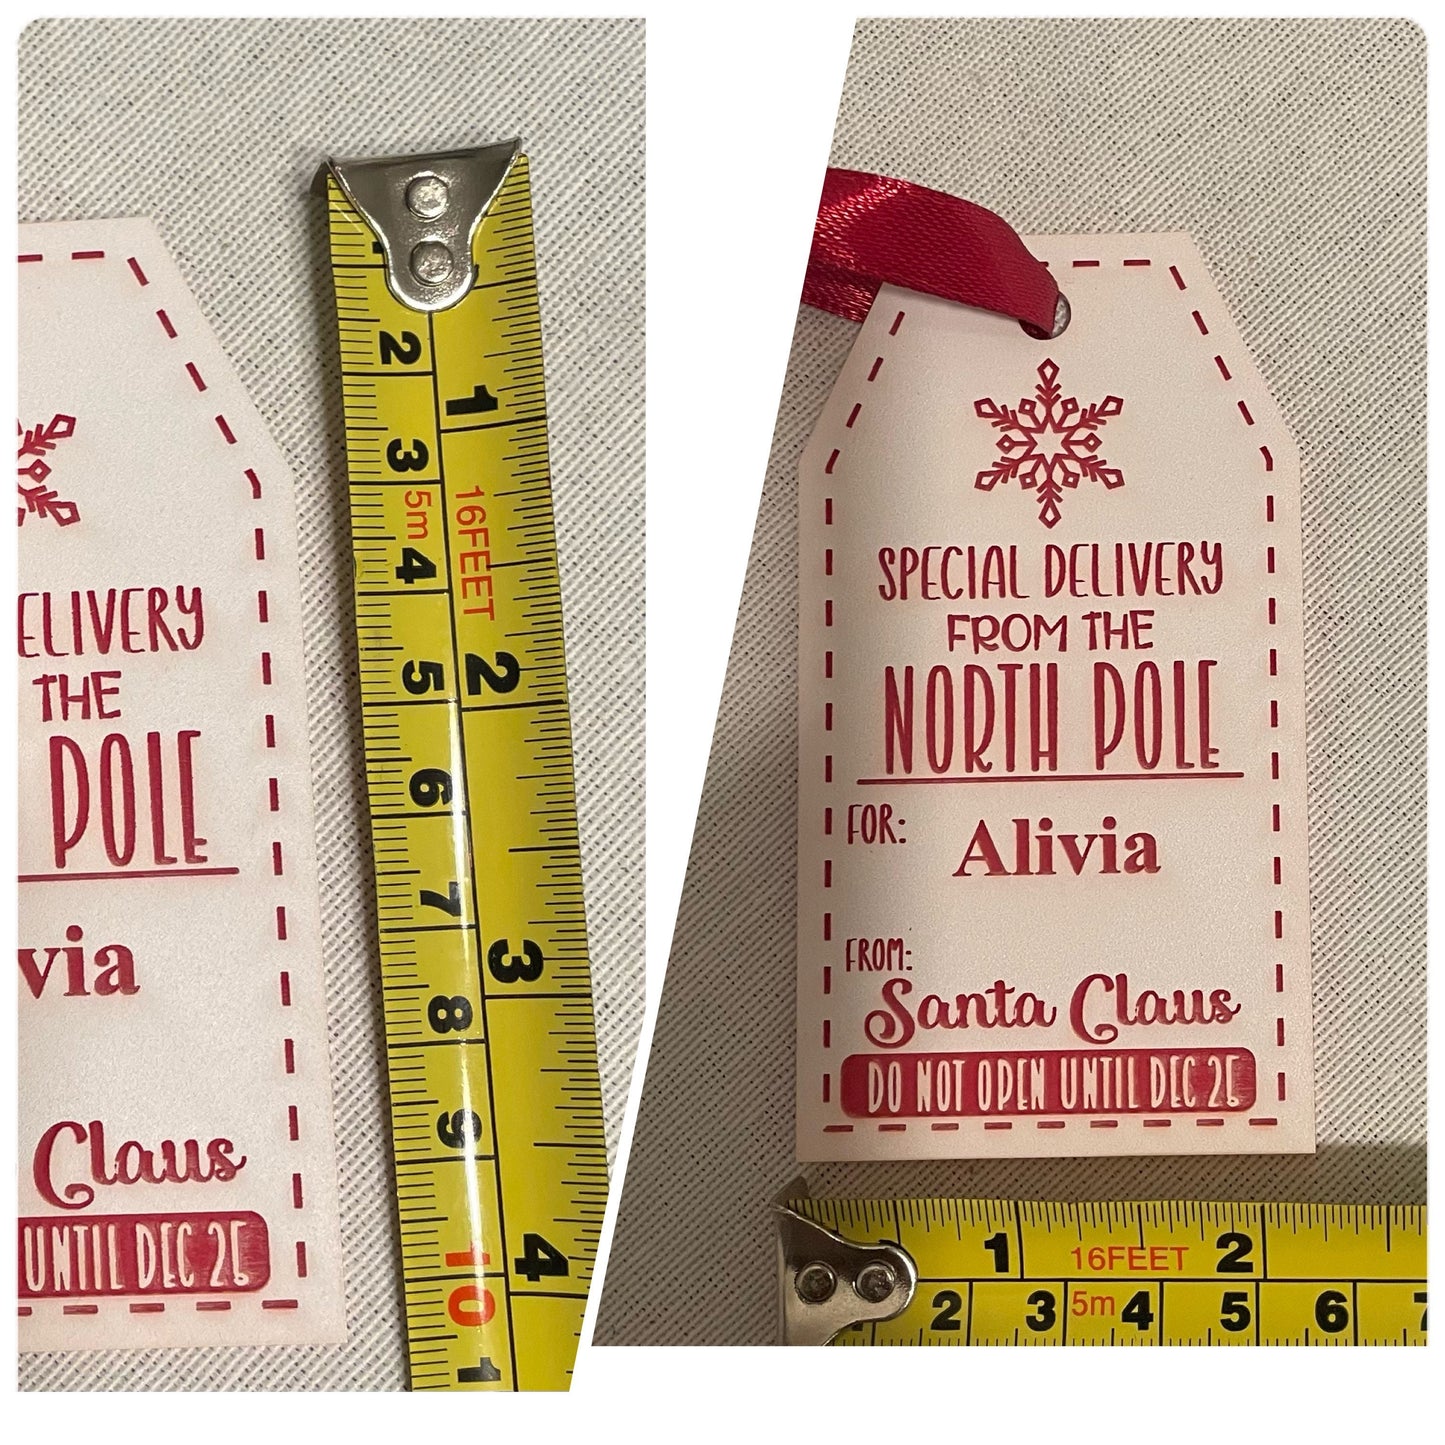 ELIVERY
THE
POLE
via
Claus
UNTIL DEC 25
1
2
3
4
16FEET
2
3
5m
4
5
6
7
8
9
10
1
SPECIAL DELIVERY
FROM THE
NORTH POLE
FOR: Alivia
FROM:
Santa Claus
DO NOT OPEN UNTIL DEC 25
1 16FEET 2
2 3 5m 4 5 6 7